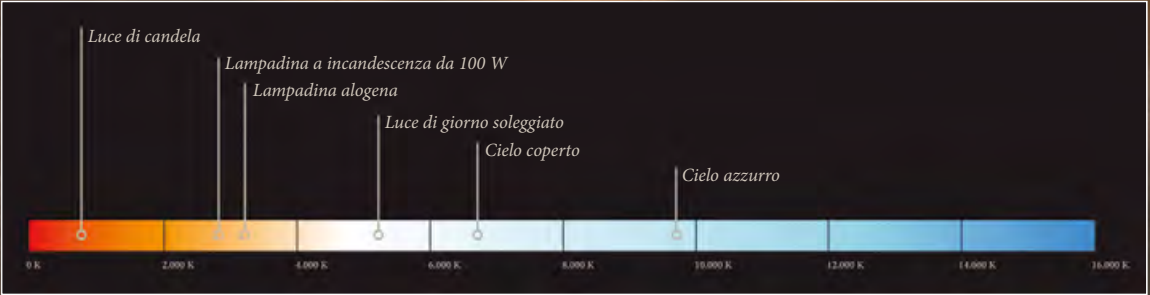 Luce di candela
Lampadina a incandescenza da 100 W
Lampadina alogena
Luce di giorno soleggiato
Cielo coperto
Cielo azzurro
0 K 2.000 K 4.000 K 6.000 K 8.000 K 10.000 K 12.000 K 14.000 K 16.000 K